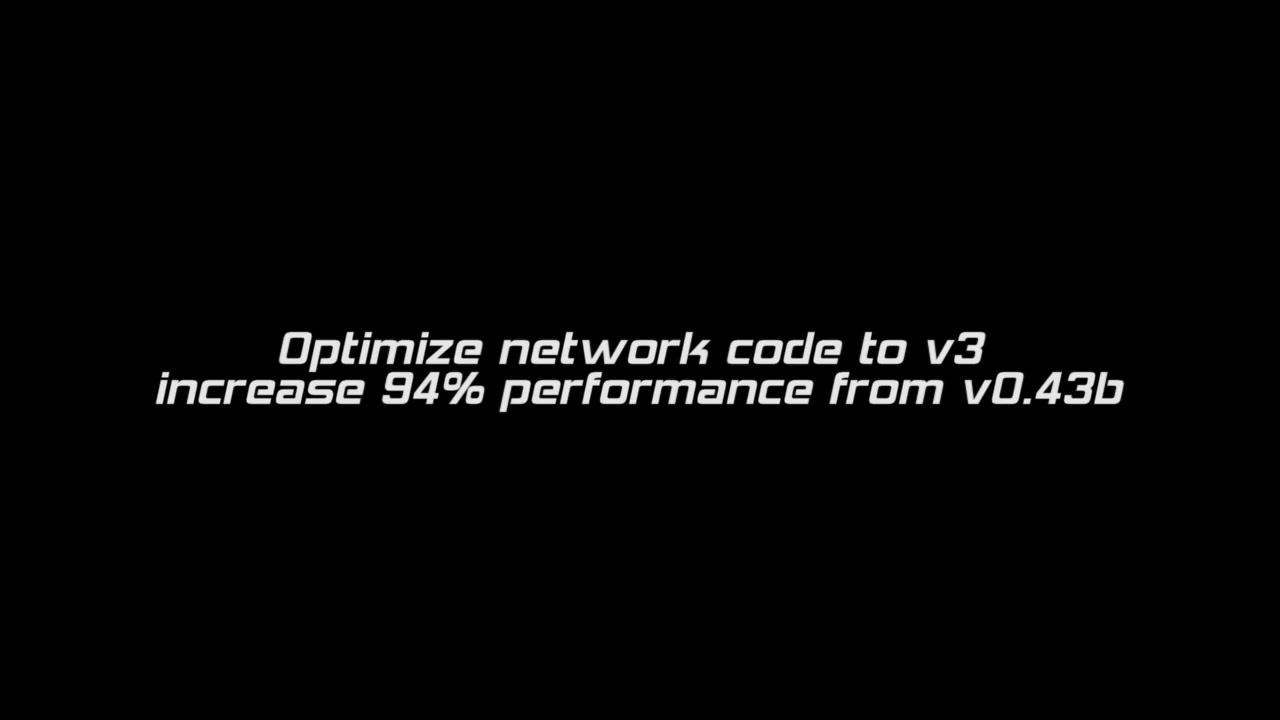 Optimize network code to v3
increase 94% performance from v0.43b